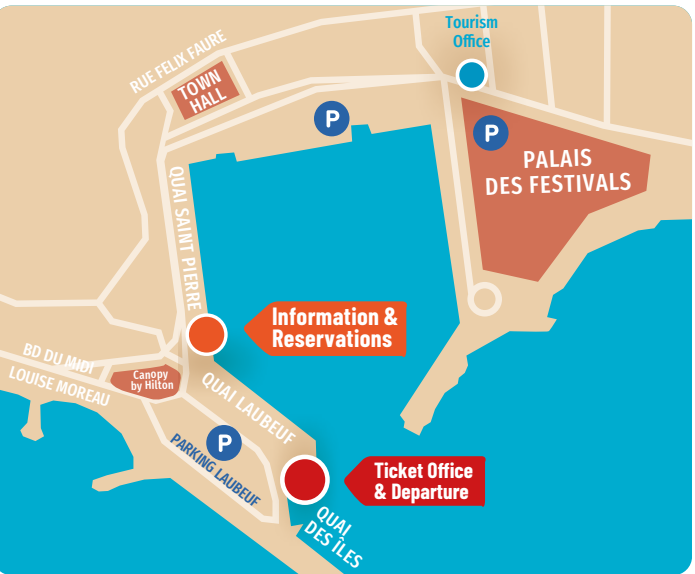 Tourism
Office
RUE FELIX FAURE
TOWN
HALL
P
P
PALAIS
DES FESTIVALS
QUAI SAINT PIERRE
Information &
Reservations
BD DU MIDI
LOUISE MOREAU
Canopy
by Hilton
QUAI LAUBEUF
P
PARKING LAUBEUF
Ticket Office
& Departure
QUAI
DES ÎLES